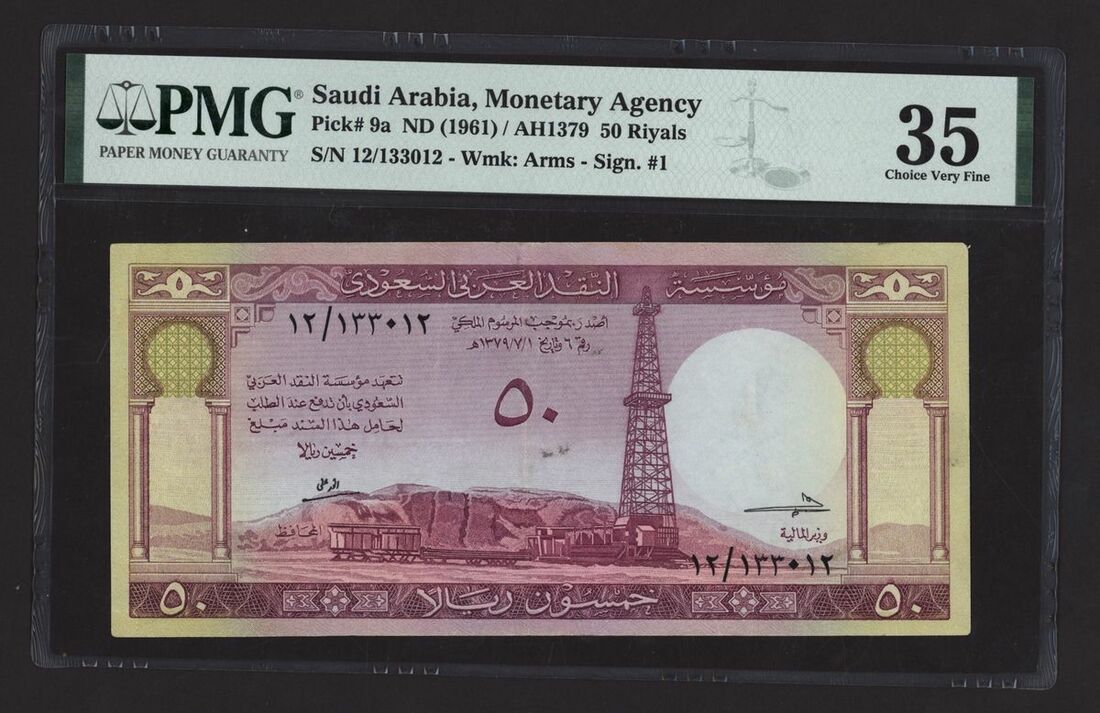 PMG®
PAPER MONEY GUARANTY
Saudi Arabia, Monetary Agency
Pick# 9a ND (1961) / AH1379 50 Riyals
S/N 12/133012 - Wmk: Arms - Sign. #1
35
Choice Very Fine
٥ ٥
مؤسسة النقد العربي السعودي
١٢/١٣٣٠١٢
أصدر بموجب المرسوم الملكي
رقم ٦ وتاريخ ١٣٧٩/٧/١هـ
٥٠
تتعهد مؤسسة النقد العربي
السعودي بأن تدفع عند الطلب
لحامل هذا السند مبلغ
خمسين ريالا
المحافظ
وزير المالية
١٢/١٣٣٠١٢
٥٠ خمسون ريالا ٥٠